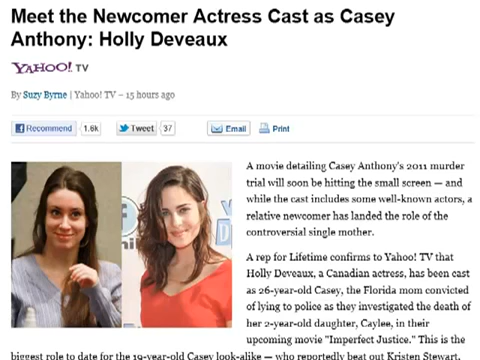 Meet the Newcomer Actress Cast as Casey
Anthony: Holly Deveaux
YAHOO! TV
By Suzy Byrne | Yahoo! TV – 15 hours ago
Recommend 1.6k Tweet 37 Email Print
A movie detailing Casey Anthony's 2011 murder
trial will soon be hitting the small screen — and
while the cast includes some well-known actors, a
relative newcomer has landed the role of the
controversial single mother.
A rep for Lifetime confirms to Yahoo! TV that
Holly Deveaux, a Canadian actress, has been cast
as 26-year-old Casey, the Florida mom convicted
of lying to police as they investigated the death of
her 2-year-old daughter, Caylee, in their
upcoming movie "Imperfect Justice." This is the
biggest role to date for the 19-year-old Casey look-alike — who reportedly beat out Kristen Stewart,